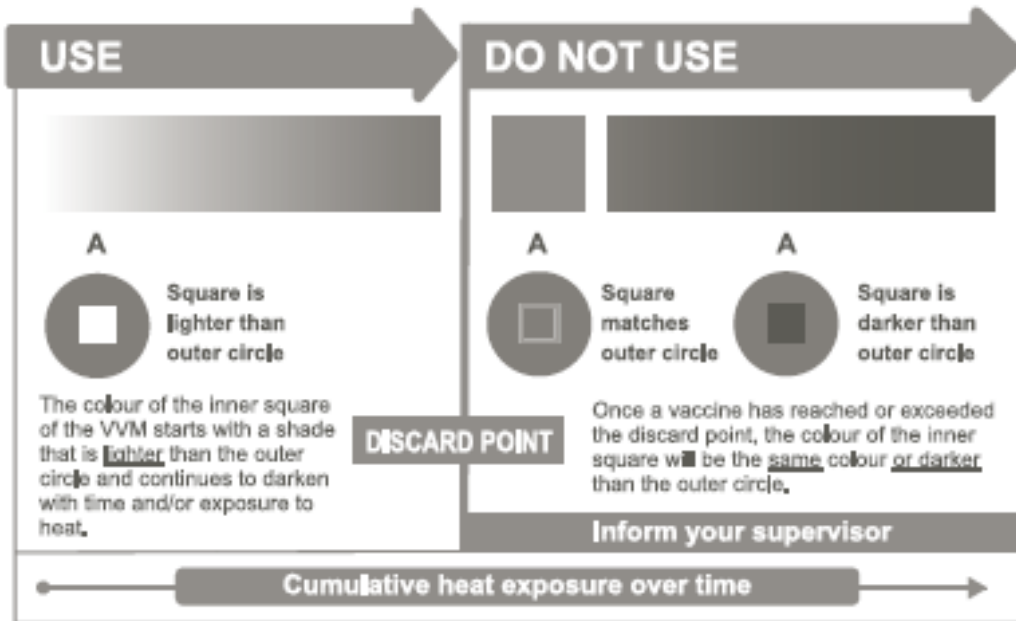 USE
DO NOT USE
A
Square is
lighter than
outer circle
The colour of the inner square
of the VVM starts with a shade
that is lighter than the outer
circle and continues to darken
with time and/or exposure to
heat.
DISCARD POINT
A
Square
matches
outer circle
A
Square is
darker than
outer circle
Once a vaccine has reached or exceeded
the discard point, the colour of the inner
square will be the same colour or darker
than the outer circle.
Inform your supervisor
Cumulative heat exposure over time